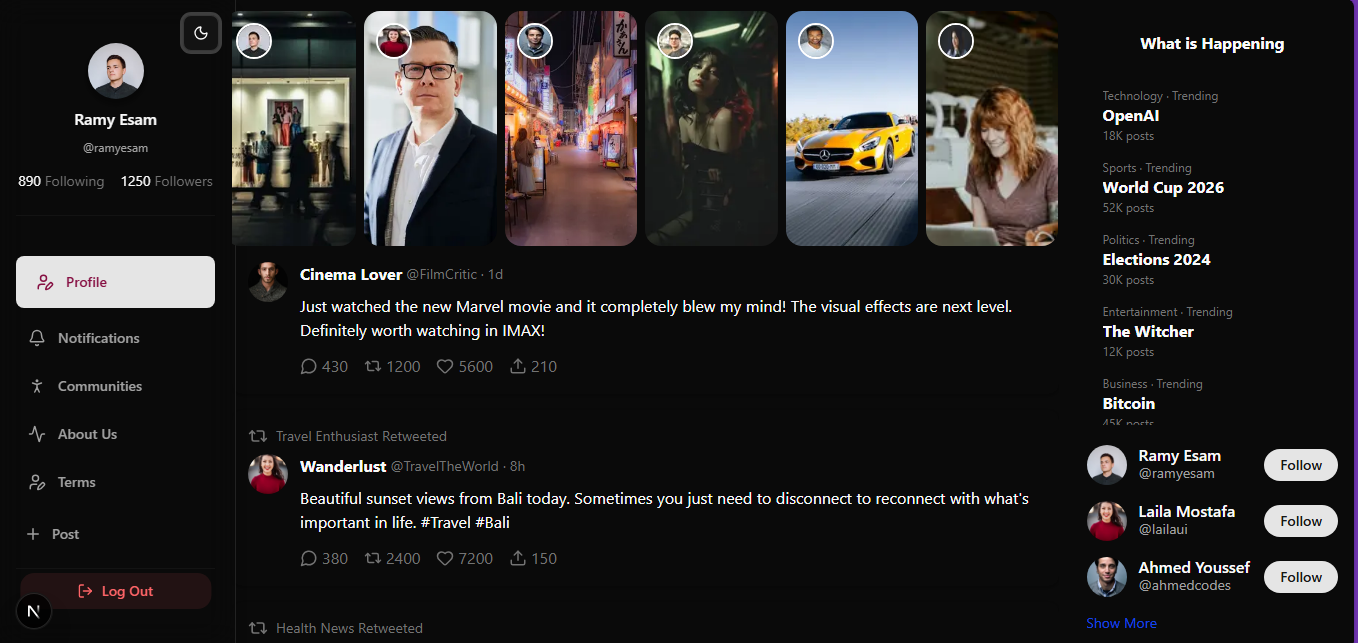 Ramy Esam
@ramyesam
890 Following 1250 Followers
Profile
Notifications
Communities
About Us
Terms
Post
Log Out
N
Cinema Lover @FilmCritic · 1d
Just watched the new Marvel movie and it completely blew my mind! The visual effects are next level.
Definitely worth watching in IMAX!
430 1200 5600 210
Travel Enthusiast Retweeted
Wanderlust @TravelTheWorld · 8h
Beautiful sunset views from Bali today. Sometimes you just need to disconnect to reconnect with what's
important in life. #Travel #Bali
380 2400 7200 150
Health News Retweeted
What is Happening
Technology · Trending
OpenAI
18K posts
Sports · Trending
World Cup 2026
52K posts
Politics · Trending
Elections 2024
30K posts
Entertainment · Trending
The Witcher
12K posts
Business · Trending
Bitcoin
45K posts
Ramy Esam
@ramyesam
Follow
Laila Mostafa
@lailaui
Follow
Ahmed Youssef
@ahmedcodes
Follow
Show More